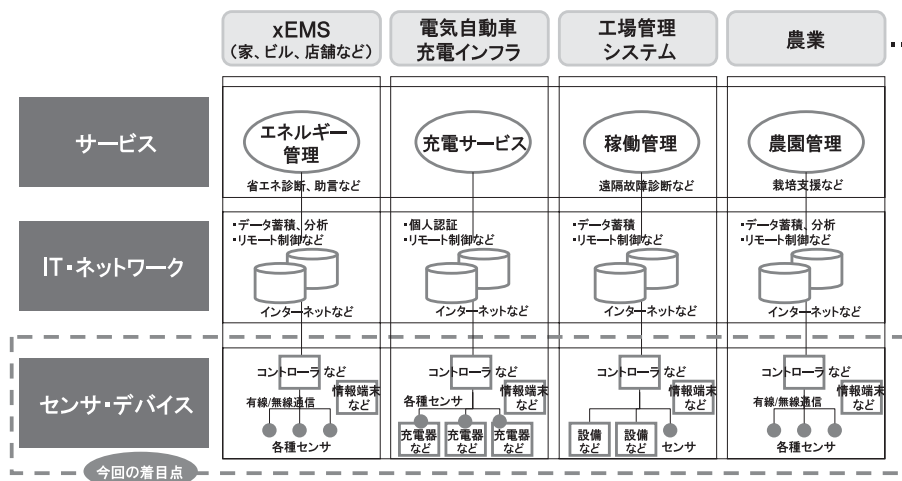 xEMS
（家、ビル、店舗など）
電気自動車
充電インフラ
工場管理
システム
農業
サービス
エネルギー
管理
省エネ診断、助言など
充電サービス
稼働管理
遠隔故障診断など
農園管理
栽培支援など
IT・ネットワーク
・データ蓄積、分析
・リモート制御など
インターネットなど
・個人認証
・リモート制御など
インターネットなど
・データ蓄積
・リモート制御など
インターネットなど
・データ蓄積、分析
・リモート制御など
インターネットなど
センサ・デバイス
コントローラ など
情報端末
など
有線/無線通信
各種センサ
コントローラ など
情報端末
など
各種センサ
充電器
など
充電器
など
充電器
など
コントローラ など
情報端末
など
設備
など
設備
など
センサ
コントローラ など
情報端末
など
有線/無線通信
各種センサ
今回の着目点